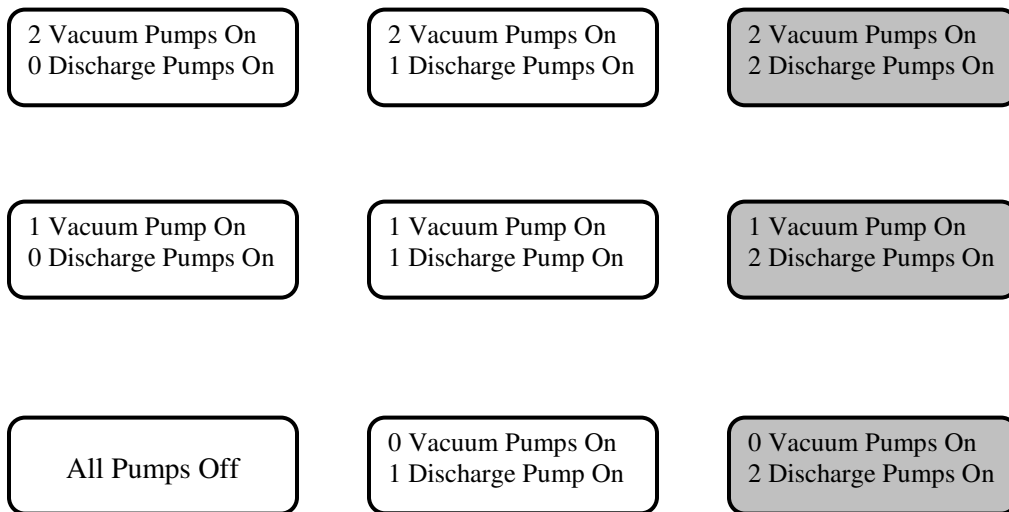 2 Vacuum Pumps On
0 Discharge Pumps On
2 Vacuum Pumps On
1 Discharge Pumps On
2 Vacuum Pumps On
2 Discharge Pumps On
1 Vacuum Pump On
0 Discharge Pumps On
1 Vacuum Pump On
1 Discharge Pump On
1 Vacuum Pump On
2 Discharge Pumps On
All Pumps Off
0 Vacuum Pumps On
1 Discharge Pump On
0 Vacuum Pumps On
2 Discharge Pumps On